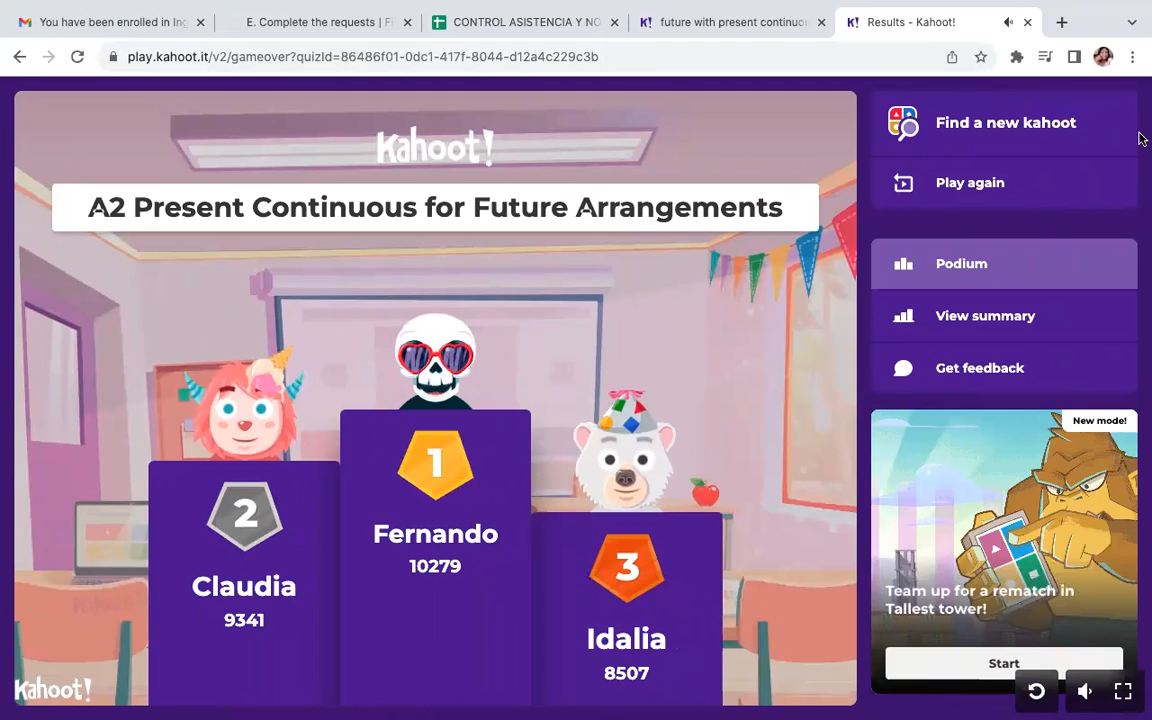 You have been enrolled in Ing
E. Complete the requests | Fi
CONTROL ASISTENCIA Y NO
future with present continuou
Results - Kahoot!
play.kahoot.it/v2/gameover?quizId=86486f01-0dc1-417f-8044-d12a4c229c3b
Kahoot!
A2 Present Continuous for Future Arrangements
1
Fernando
10279
2
Claudia
9341
3
Idalia
8507
Kahoot!
Find a new kahoot
Play again
Podium
View summary
Get feedback
New mode!
Team up for a rematch in
Tallest tower!
Start